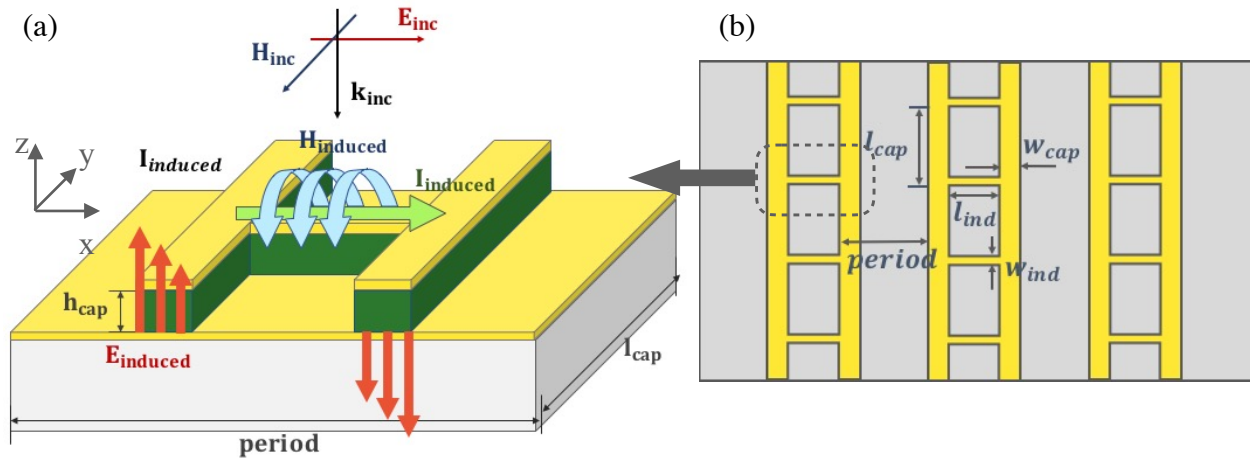 (a)
E_inc
H_inc
k_inc
z
y
x
I_induced
H_induced
I_induced
h_cap
E_induced
l_cap
period
(b)
l_cap
w_cap
l_ind
period
w_ind